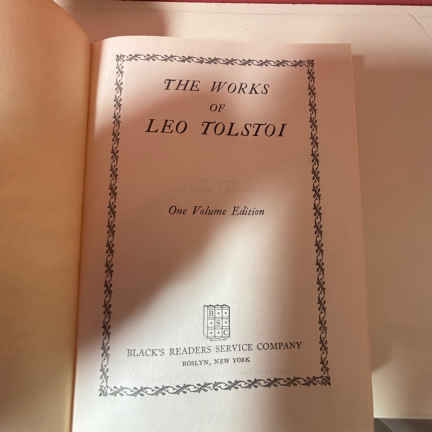 THE WORKS
OF
LEO TOLSTOI
One Volume Edition
BLACK'S READERS SERVICE COMPANY
ROSLYN, NEW YORK